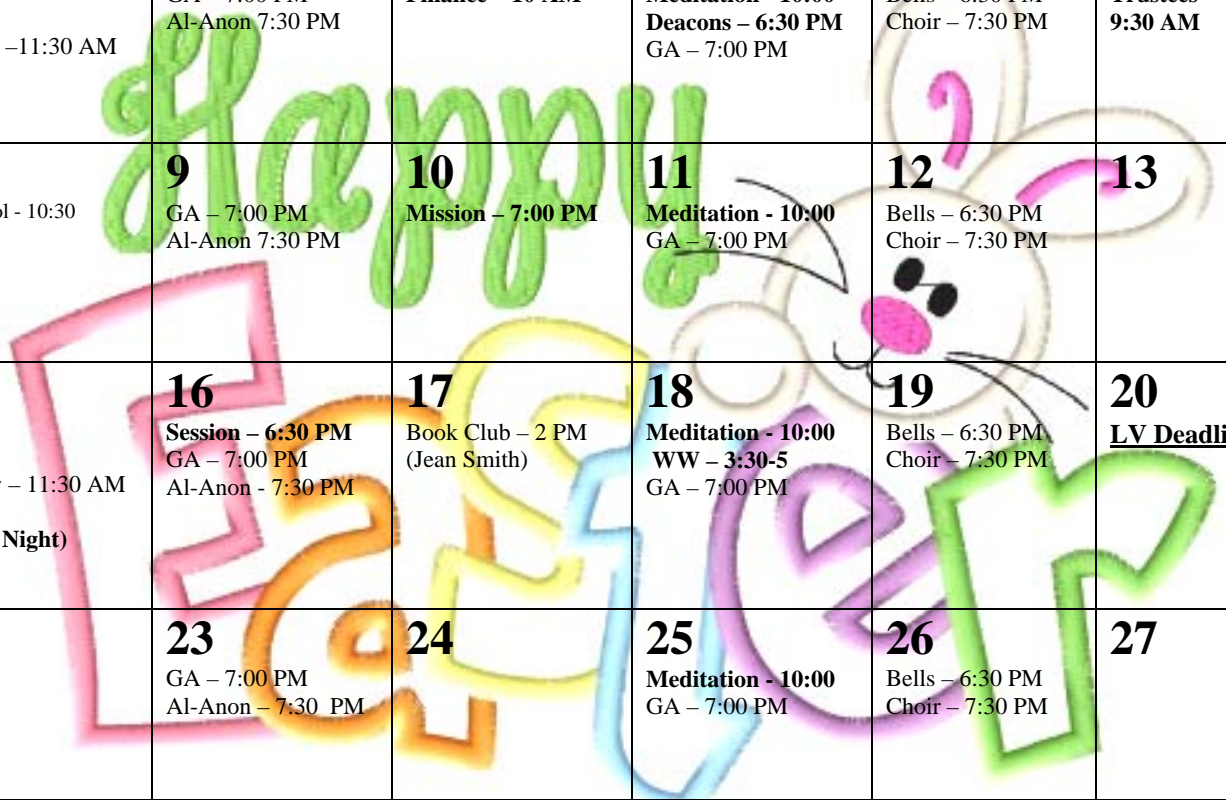 Al-Anon 7:30 PM
–11:30 AM
Deacons – 6:30 PM
GA – 7:00 PM
Choir – 7:30 PM
9:30 AM
Happy
9
GA – 7:00 PM
Al-Anon 7:30 PM
10
Mission – 7:00 PM
11
Meditation - 10:00
GA – 7:00 PM
12
Bells – 6:30 PM
Choir – 7:30 PM
13
- 10:30
Easter
16
Session – 6:30 PM
GA – 7:00 PM
Al-Anon - 7:30 PM
17
Book Club – 2 PM
(Jean Smith)
18
Meditation - 10:00
WW – 3:30-5
GA – 7:00 PM
19
Bells – 6:30 PM
Choir – 7:30 PM
20
LV
– 11:30 AM
Night)
23
GA – 7:00 PM
Al-Anon – 7:30 PM
24
25
Meditation - 10:00
GA – 7:00 PM
26
Bells – 6:30 PM
Choir – 7:30 PM
27